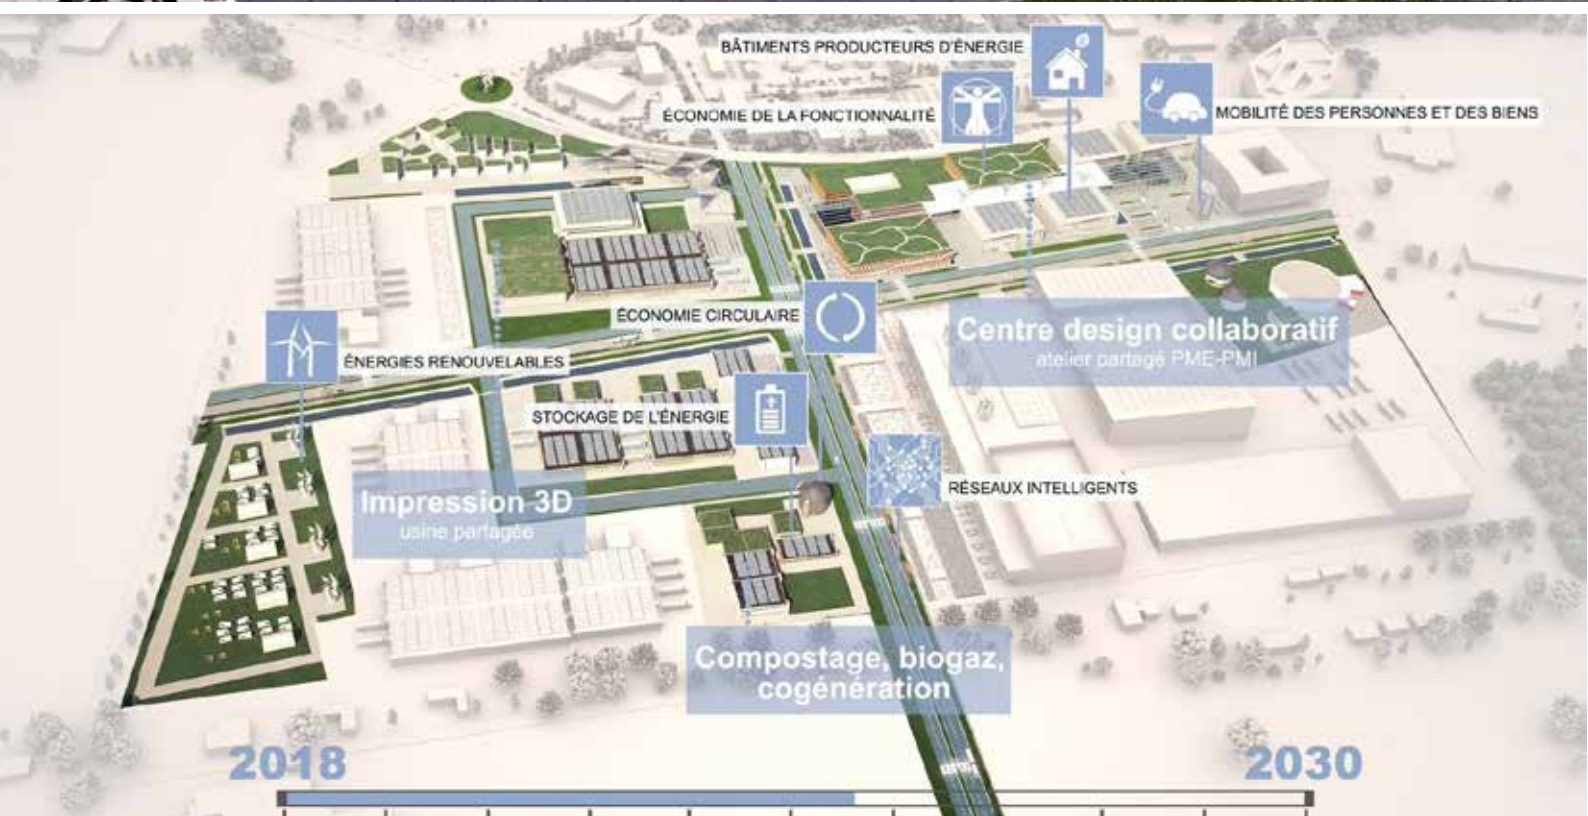 BÂTIMENTS PRODUCTEURS D'ÉNERGIE
ÉCONOMIE DE LA FONCTIONNALITÉ
MOBILITÉ DES PERSONNES ET DES BIENS
ÉCONOMIE CIRCULAIRE
Centre design collaboratif
atelier partagé PME-PMI
ÉNERGIES RENOUVELABLES
STOCKAGE DE L'ÉNERGIE
RÉSEAUX INTELLIGENTS
Impression 3D
usine partagée
Compostage, biogaz,
cogénération
2018
2030